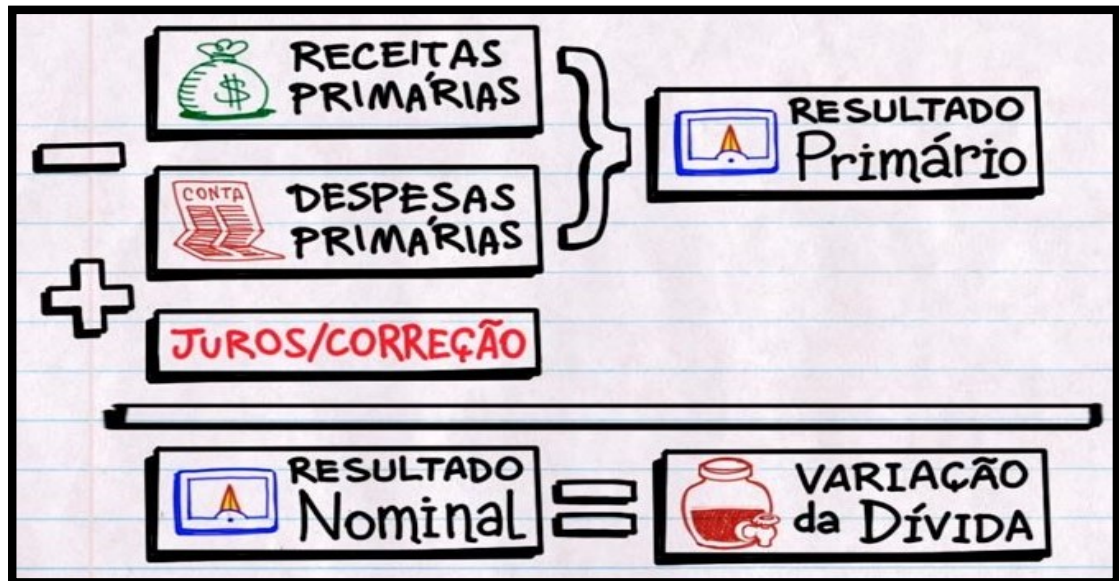 RECEITAS
PRIMÁRIAS
$
RESULTADO
Primário
-
CONTA
DESPESAS
PRIMÁRIAS
+
JUROS/CORREÇÃO
RESULTADO
Nominal
=
VARIAÇÃO
da DÍVIDA